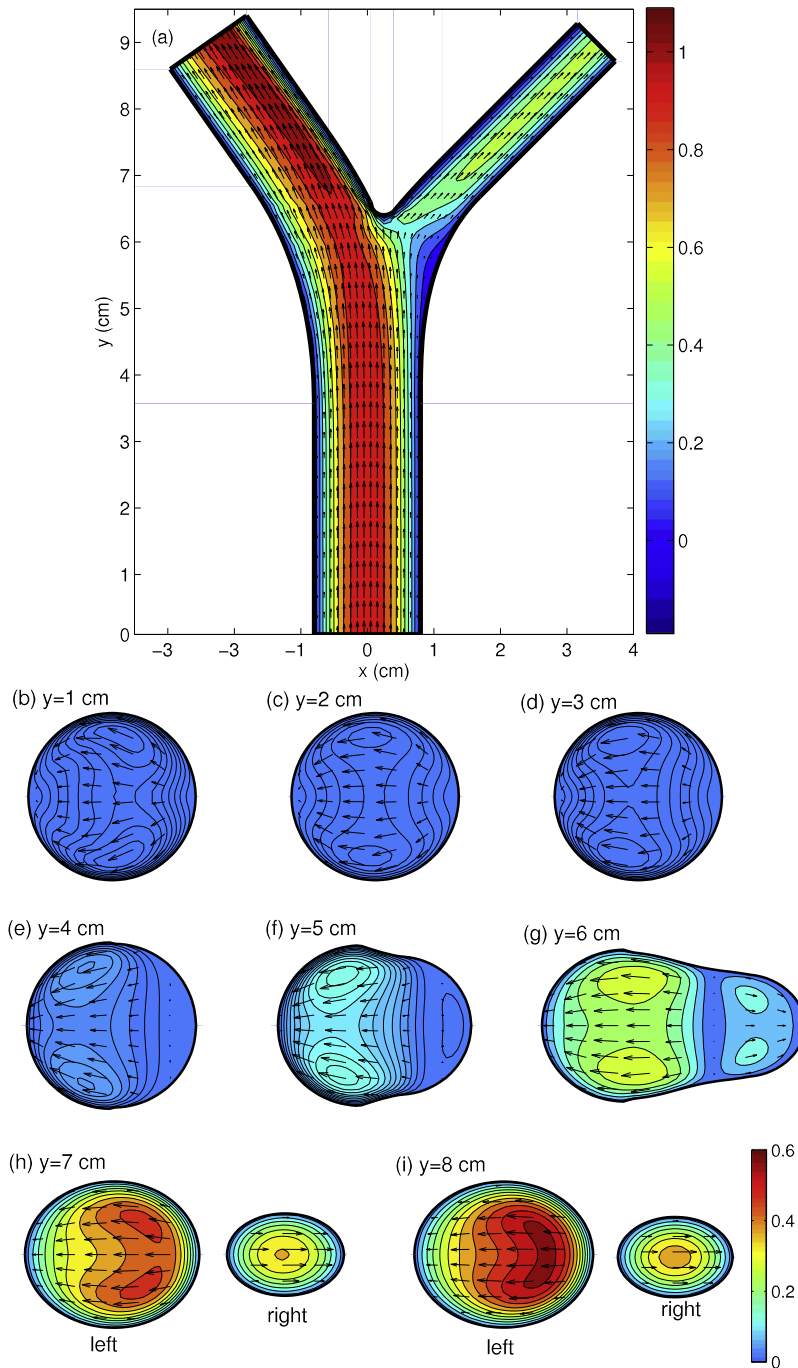 (a)
9
8
7
6
5
4
3
2
1
0
y (cm)
−3 −3 −1 0 1 2 3 4
x (cm)
1
0.8
0.6
0.4
0.2
0
(b) y=1 cm
(c) y=2 cm
(d) y=3 cm
(e) y=4 cm
(f) y=5 cm
(g) y=6 cm
(h) y=7 cm
left
right
(i) y=8 cm
left
right
0.6
0.4
0.2
0